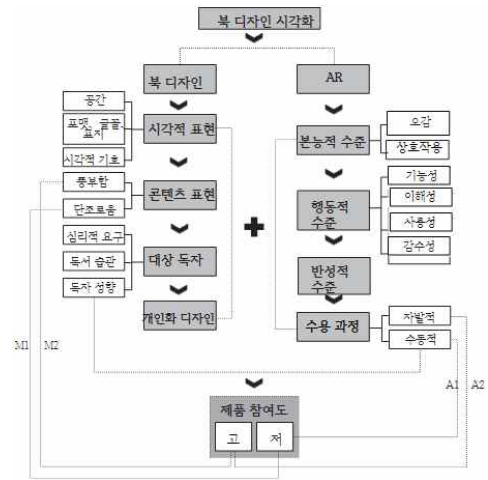 북 디자인 시각화
북 디자인
AR
공간
포맷, 글꼴
표지
시각적 기호
시각적 표현
풍부함
단조로움
콘텐츠 표현
심리적 요구
독서 습관
독자 성향
대상 독자
개인화 디자인
본능적 수준
오감
상호작용
행동적
수준
기능성
이해성
사용성
감수성
반성적
수준
수용 과정
자발적
수동적
M1
M2
A1
A2
제품 참여도
고
저